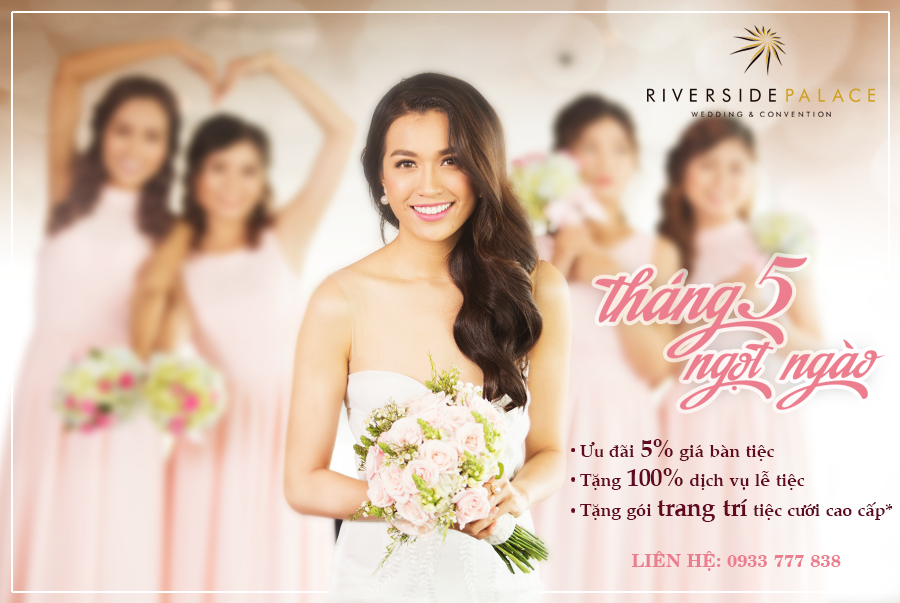 RIVERSIDE PALACE
WEDDING & CONVENTION
tháng 5
ngọt ngào
• Ưu đãi 5% giá bàn tiệc
• Tặng 100% dịch vụ lễ tiệc
• Tặng gói trang trí tiệc cưới cao cấp*
LIÊN HỆ: 0933 777 838